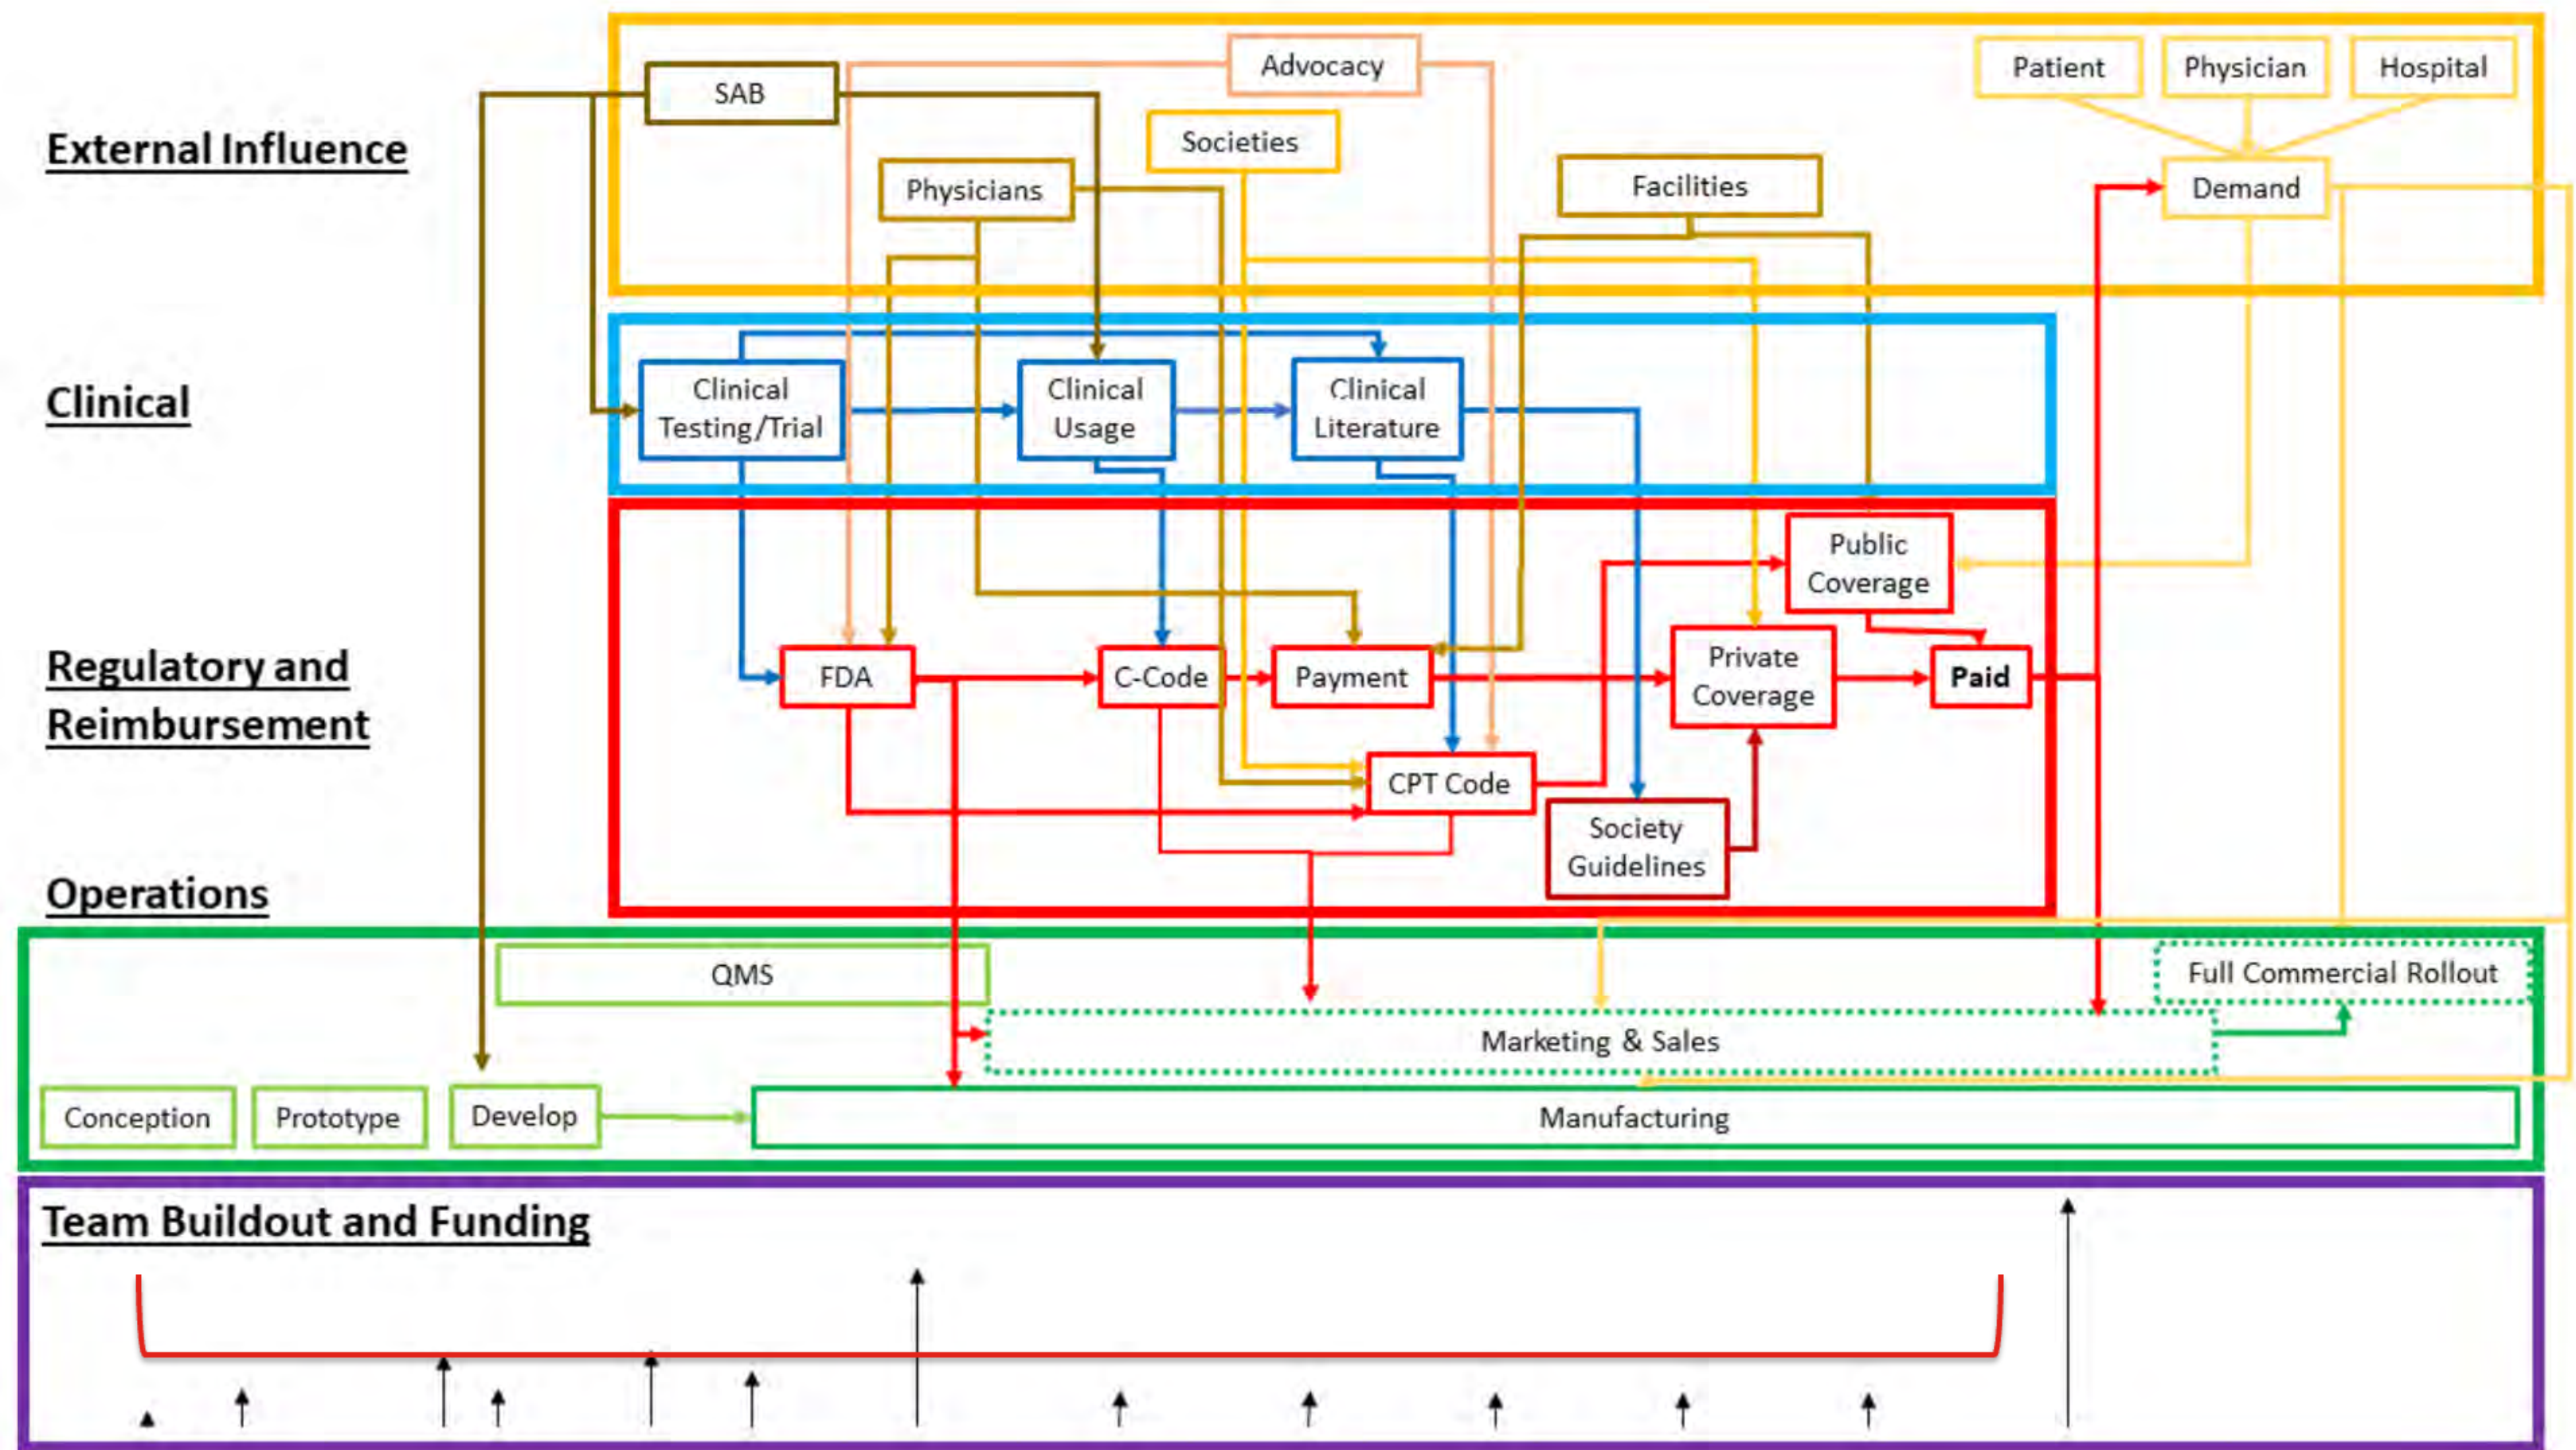 Advocacy
Patient
Physician
Hospital
SAB
Societies
External Influence
Physicians
Facilities
Demand
Clinical
Clinical
Testing/Trial
Clinical
Usage
Clinical
Literature
Public
Coverage
Regulatory and
Reimbursement
FDA
C-Code
Payment
Private
Coverage
Paid
CPT Code
Society
Guidelines
Operations
QMS
Full Commercial Rollout
Marketing & Sales
Conception
Prototype
Develop
Manufacturing
Team Buildout and Funding